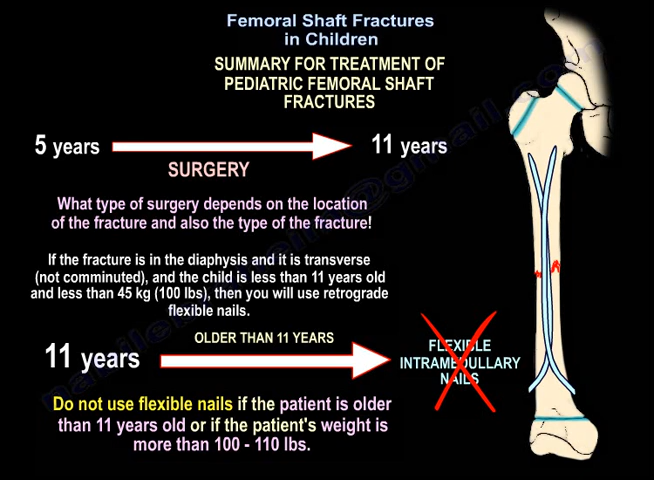 Femoral Shaft Fractures
in Children
SUMMARY FOR TREATMENT OF
PEDIATRIC FEMORAL SHAFT
FRACTURES
5 years
11 years
SURGERY
What type of surgery depends on the location
of the fracture and also the type of the fracture!
If the fracture is in the diaphysis and it is transverse
(not comminuted), and the child is less than 11 years old
and less than 45 kg (100 lbs), then you will use retrograde
flexible nails.
OLDER THAN 11 YEARS
11 years
FLEXIBLE
INTRAMEDULLARY
NAILS
Do not use flexible nails if the patient is older
than 11 years old or if the patient's weight is
more than 100 - 110 lbs.